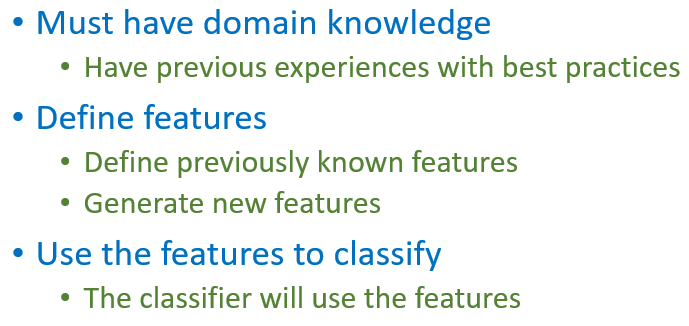 • Must have domain knowledge
• Have previous experiences with best practices
• Define features
• Define previously known features
• Generate new features
• Use the features to classify
• The classifier will use the features